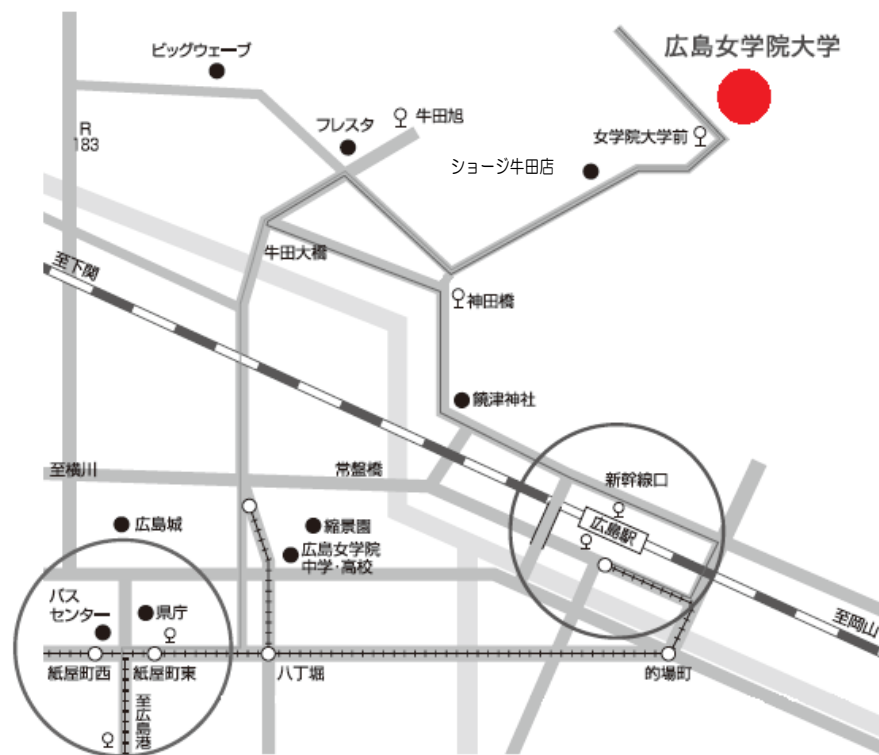 広島女学院大学
ビッグウェーブ
フレスタ
牛田旭
女学院大学前
R
183
ショージ牛田店
牛田大橋
至下関
神田橋
饒津神社
至横川
常盤橋
新幹線口
広島城
縮景園
広島駅
広島女学院
中学・高校
バス
センター
県庁
至岡山
紙屋町西
紙屋町東
八丁堀
的場町
至広島港